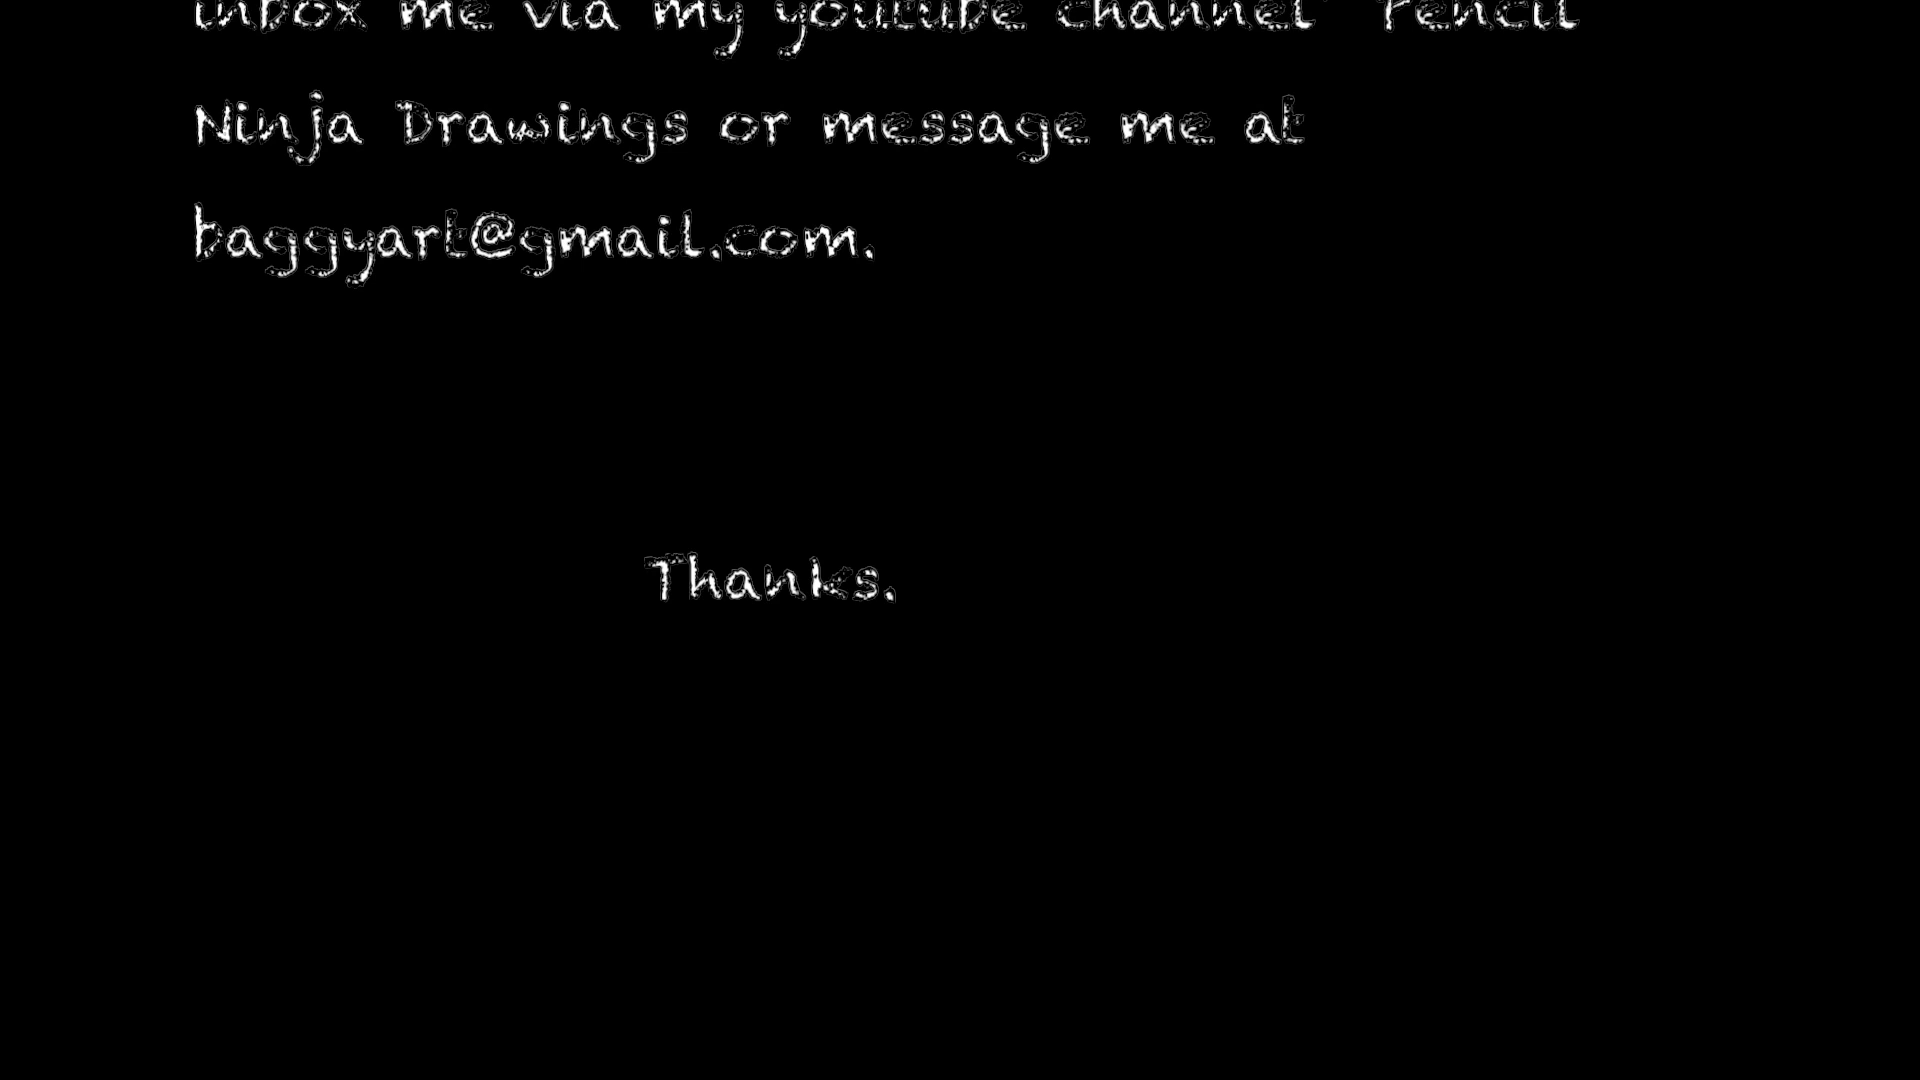 inbox me via my youtube channel" Pencil
Ninja Drawings or message me at
baggyart@gmail.com.
Thanks.